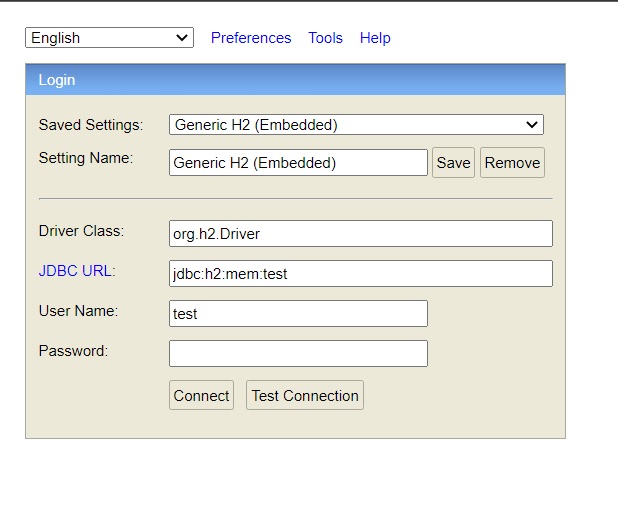 English Preferences Tools Help
Login
Saved Settings: Generic H2 (Embedded)
Setting Name: Generic H2 (Embedded) Save Remove
Driver Class: org.h2.Driver
JDBC URL: jdbc:h2:mem:test
User Name: test
Password:
Connect Test Connection